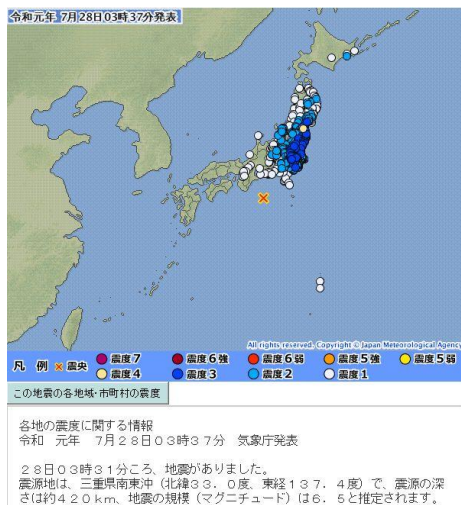 令和元年 7月28日03時37分発表
All rights reserved. Copyright © Japan Meteorological Agency
凡 例 震央 震度7 震度6強 震度6弱 震度5強 震度5弱
震度4 震度3 震度2 震度1
この地震の各地域・市町村の震度
各地の震度に関する情報
令和 元年 7月28日03時37分 気象庁発表
28日03時31分ころ、地震がありました。
震源地は、三重県南東沖（北緯33．0度、東経137．4度）で、震源の深
さは約420km、地震の規模（マグニチュード）は6．5と推定されます。